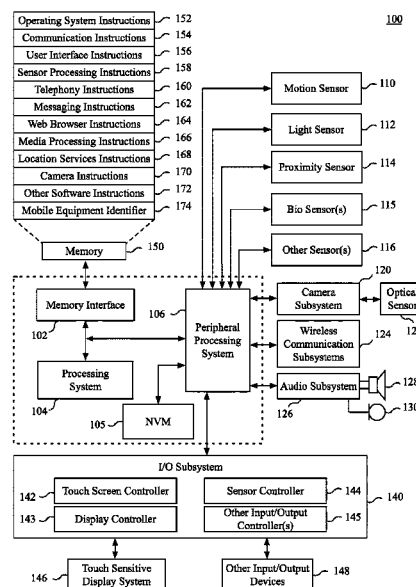 100
Operating System Instructions 152
Communication Instructions 154
User Interface Instructions 156
Sensor Processing Instructions 158
Telephony Instructions 160
Messaging Instructions 162
Web Browser Instructions 164
Media Processing Instructions 166
Location Services Instructions 168
Camera Instructions 170
Other Software Instructions 172
Mobile Equipment Identifier 174
Memory 150
Motion Sensor 110
Light Sensor 112
Proximity Sensor 114
Bio Sensor(s) 115
Other Sensor(s) 116
Memory Interface
102
Processing
System
104
106
Peripheral
Processing
System
NVM
105
120
Camera
Subsystem
Optical
Sensor
Wireless
Communication
Subsystems
124
Audio Subsystem
126
128
130
I/O Subsystem
140
142 Touch Screen Controller
Sensor Controller 144
143 Display Controller
Other Input/Output
Controller(s)
145
146 Touch Sensitive
Display System
Other Input/Output
Devices
148